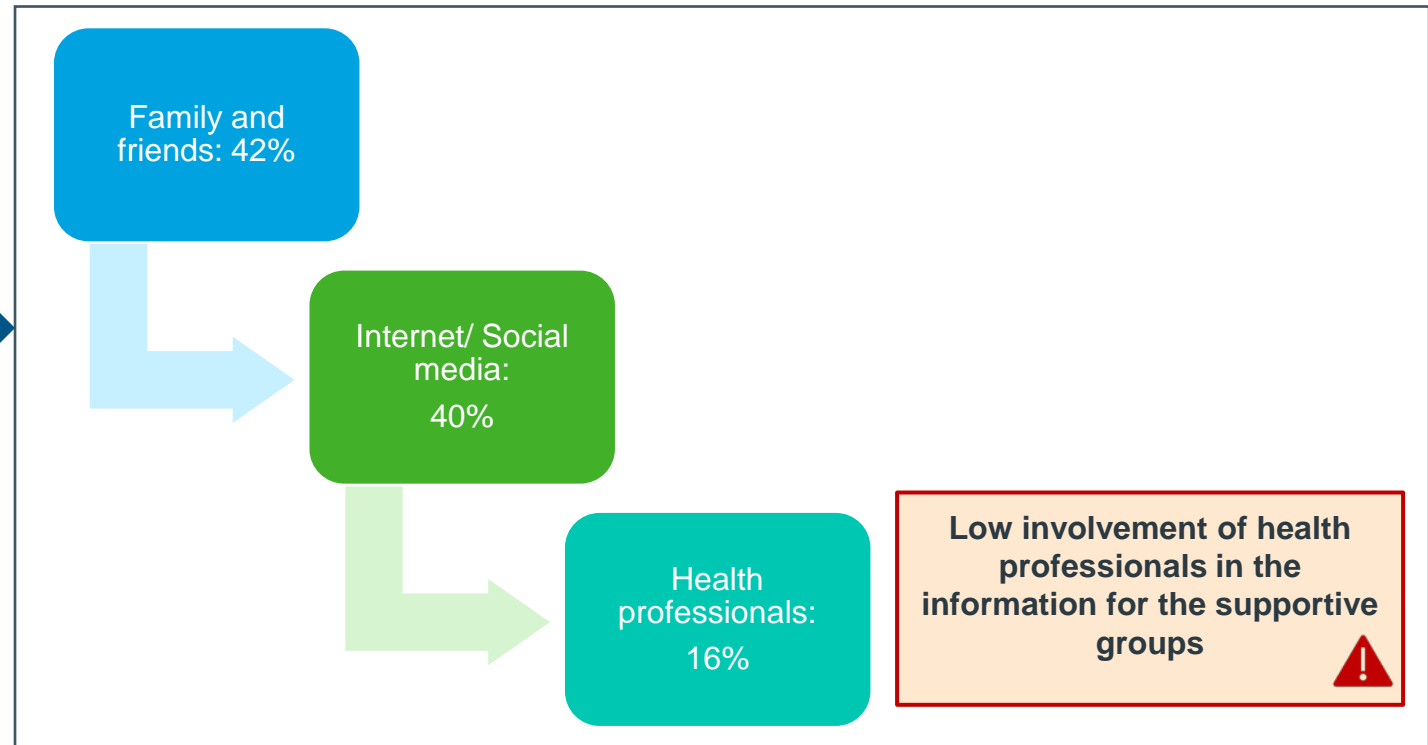 Family and
friends: 42%
Internet/ Social
media:
40%
Health
professionals:
16%
Low involvement of health
professionals in the
information for the supportive
groups